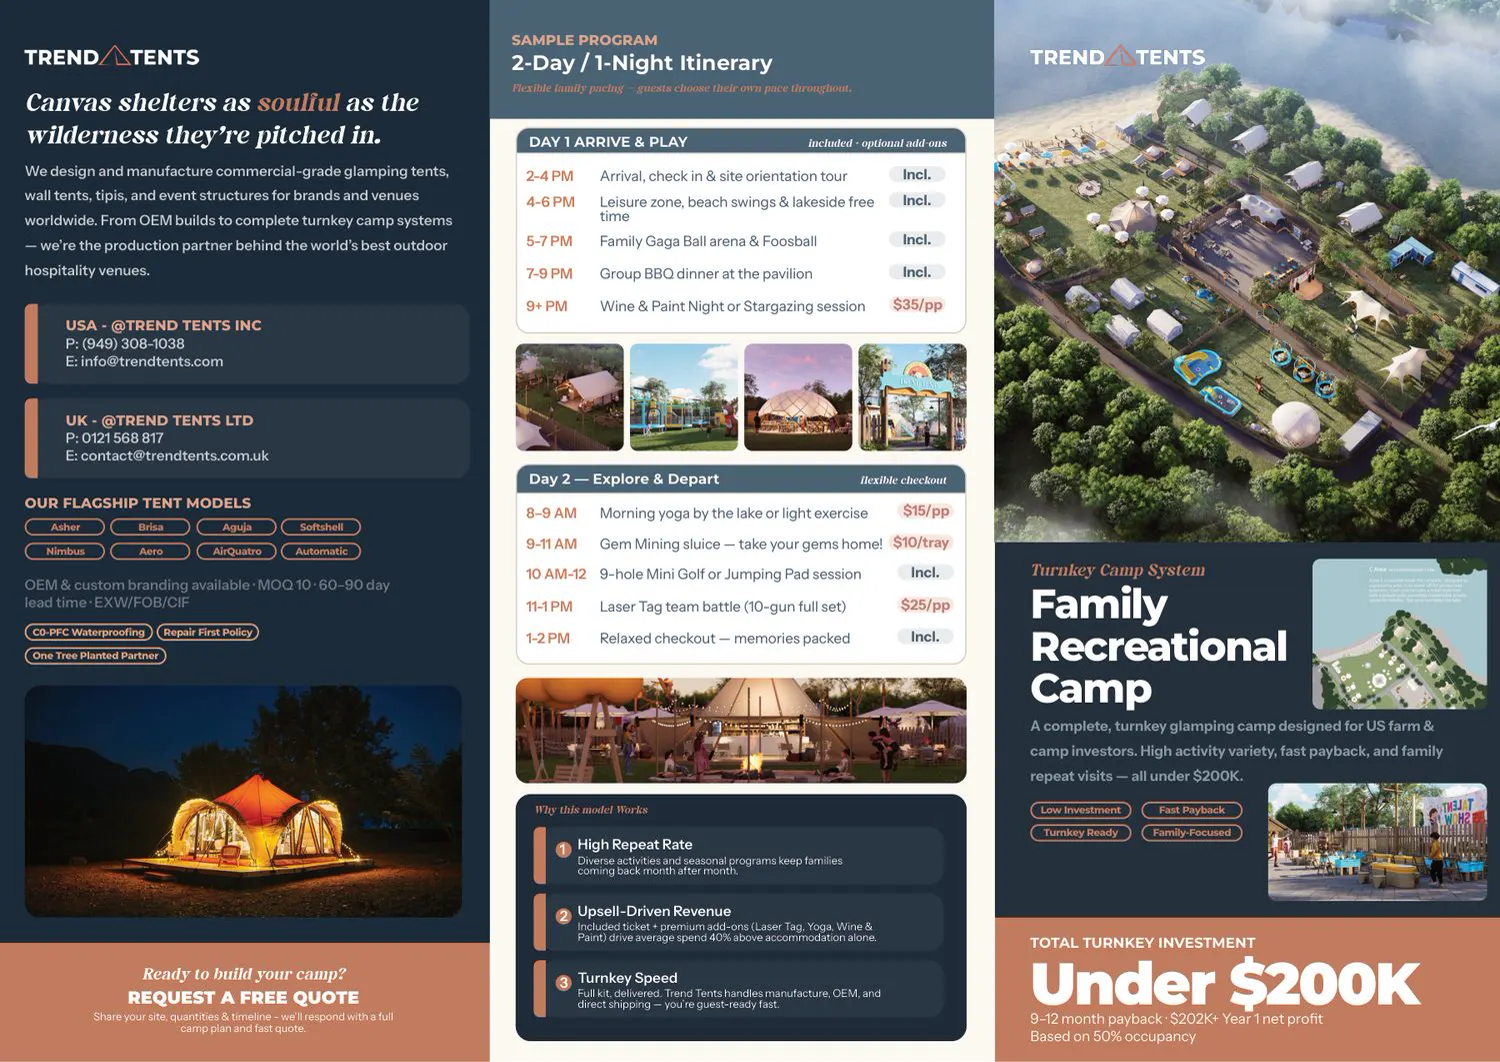 TREND TENTS
Canvas shelters as soulful as the
wilderness they're pitched in.
We design and manufacture commercial-grade glamping tents,
wall tents, tipis, and event structures for brands and venues
worldwide. From OEM builds to complete turnkey camp systems
— we're the production partner behind the world's best outdoor
hospitality venues.
USA - @TREND TENTS INC
P: (949) 308-1038
E: info@trendtents.com
UK - @TREND TENTS LTD
P: 0121 568 817
E: contact@trendtents.com.uk
OUR FLAGSHIP TENT MODELS
Asher Brisa Aguja Softshell
Nimbus Aero AirQuatro Automatic
OEM & custom branding available · MOQ 10 · 60–90 day
lead time · EXW/FOB/CIF
C0-PFC Waterproofing Repair First Policy
One Tree Planted Partner
Ready to build your camp?
REQUEST A FREE QUOTE
Share your site, quantities & timeline - we'll respond with a full
camp plan and fast quote.
SAMPLE PROGRAM
2-Day / 1-Night Itinerary
Flexible family pacing — guests choose their own pace throughout.
DAY 1 ARRIVE & PLAY included · optional add-ons
2–4 PM Arrival, check in & site orientation tour Incl.
4-6 PM Leisure zone, beach swings & lakeside free Incl.
time
5-7 PM Family Gaga Ball arena & Foosball Incl.
7-9 PM Group BBQ dinner at the pavilion Incl.
9+ PM Wine & Paint Night or Stargazing session $35/pp
Day 2 — Explore & Depart flexible checkout
8–9 AM Morning yoga by the lake or light exercise $15/pp
9-11 AM Gem Mining sluice — take your gems home! $10/tray
10 AM-12 9-hole Mini Golf or Jumping Pad session Incl.
11-1 PM Laser Tag team battle (10-gun full set) $25/pp
1-2 PM Relaxed checkout — memories packed Incl.
Why this model Works
1 High Repeat Rate
Diverse activities and seasonal programs keep families
coming back month after month.
2 Upsell-Driven Revenue
Included ticket + premium add-ons (Laser Tag, Yoga, Wine &
Paint) drive average spend 40% above accommodation alone.
3 Turnkey Speed
Full kit, delivered. Trend Tents handles manufacture, OEM, and
direct shipping — you're guest-ready fast.
TREND TENTS
Turnkey Camp System
Family
Recreational
Camp
A complete, turnkey glamping camp designed for US farm &
camp investors. High activity variety, fast payback, and family
repeat visits — all under $200K.
Low Investment Fast Payback
Turnkey Ready Family-Focused
TALENT
SHOW
TOTAL TURNKEY INVESTMENT
Under $200K
9–12 month payback · $202K+ Year 1 net profit
Based on 50% occupancy